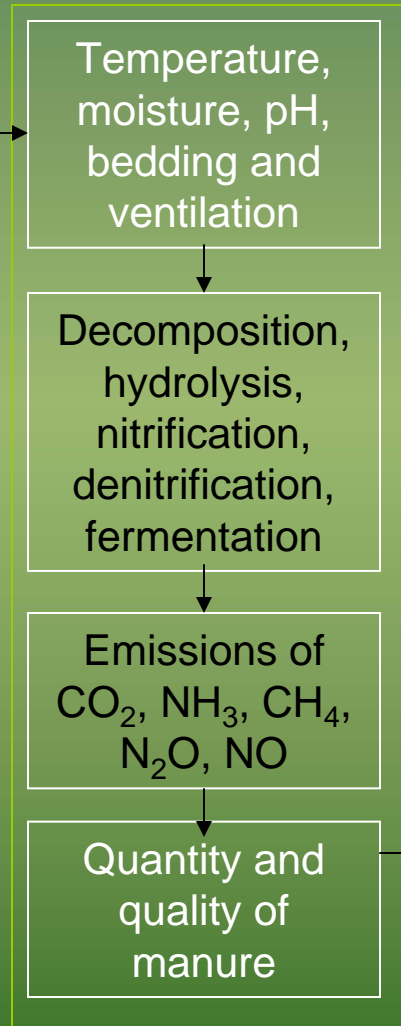 Temperature,
moisture, pH,
bedding and
ventilation
Decomposition,
hydrolysis,
nitrification,
denitrification,
fermentation
Emissions of
CO₂, NH₃, CH₄,
N₂O, NO
Quantity and
quality of
manure